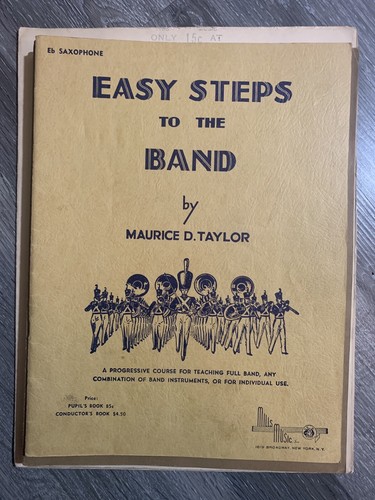 ONLY 15c AT
Eb SAXOPHONE
EASY STEPS
TO THE
BAND
by
MAURICE D. TAYLOR
A PROGRESSIVE COURSE FOR TEACHING FULL BAND, ANY
COMBINATION OF BAND INSTRUMENTS, OR FOR INDIVIDUAL USE.
Price:
PUPIL'S BOOK 85c
CONDUCTOR'S BOOK $4.50
Mills
Music Inc.
1619 BROADWAY NEW YORK, N.Y.